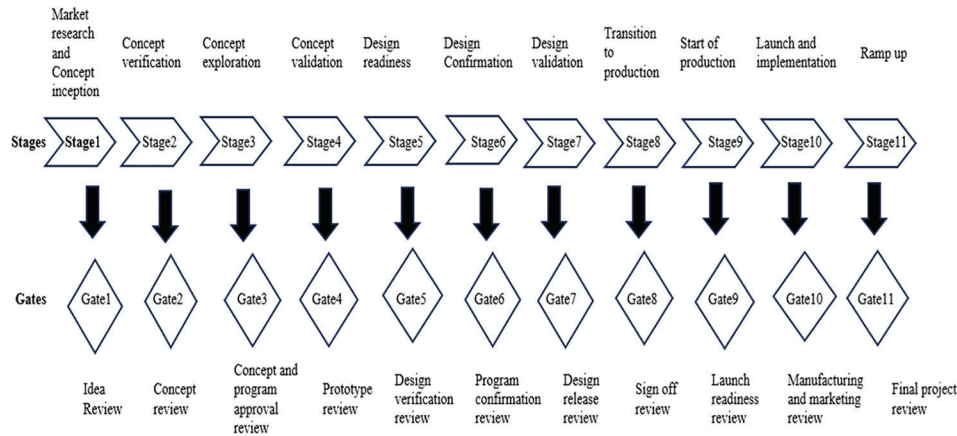 Market
research
and
Concept
inception
Concept
verification
Concept
exploration
Concept
validation
Design
readiness
Design
Confirmation
Design
validation
Transition
to
production
Start of
production
Launch and
implementation
Ramp up
Stages
Stage1
Stage2
Stage3
Stage4
Stage5
Stage6
Stage7
Stage8
Stage9
Stage10
Stage11
Gates
Gate1
Gate2
Gate3
Gate4
Gate5
Gate6
Gate7
Gate8
Gate9
Gate10
Gate11
Idea
Review
Concept
review
Concept and
program
approval
review
Prototype
review
Design
verification
review
Program
confirmation
review
Design
release
review
Sign off
review
Launch
readiness
review
Manufacturing
and marketing
review
Final project
review